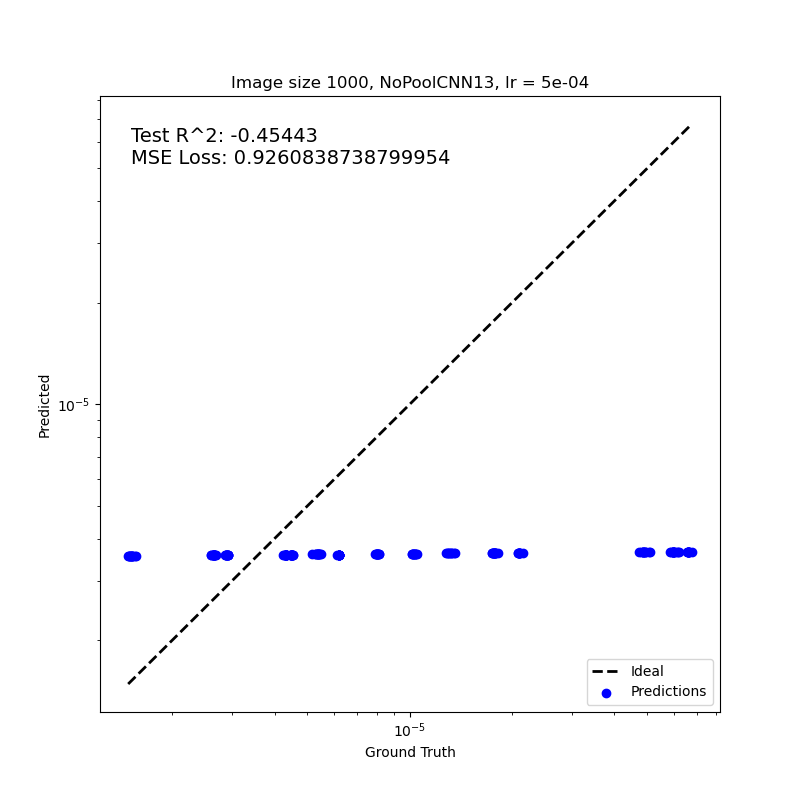 Image size 1000, NoPoolCNN13, lr = 5e-04
Test R^2: -0.45443
MSE Loss: 0.9260838738799954
Predicted
10⁻⁵
10⁻⁵
Ground Truth
Ideal
Predictions